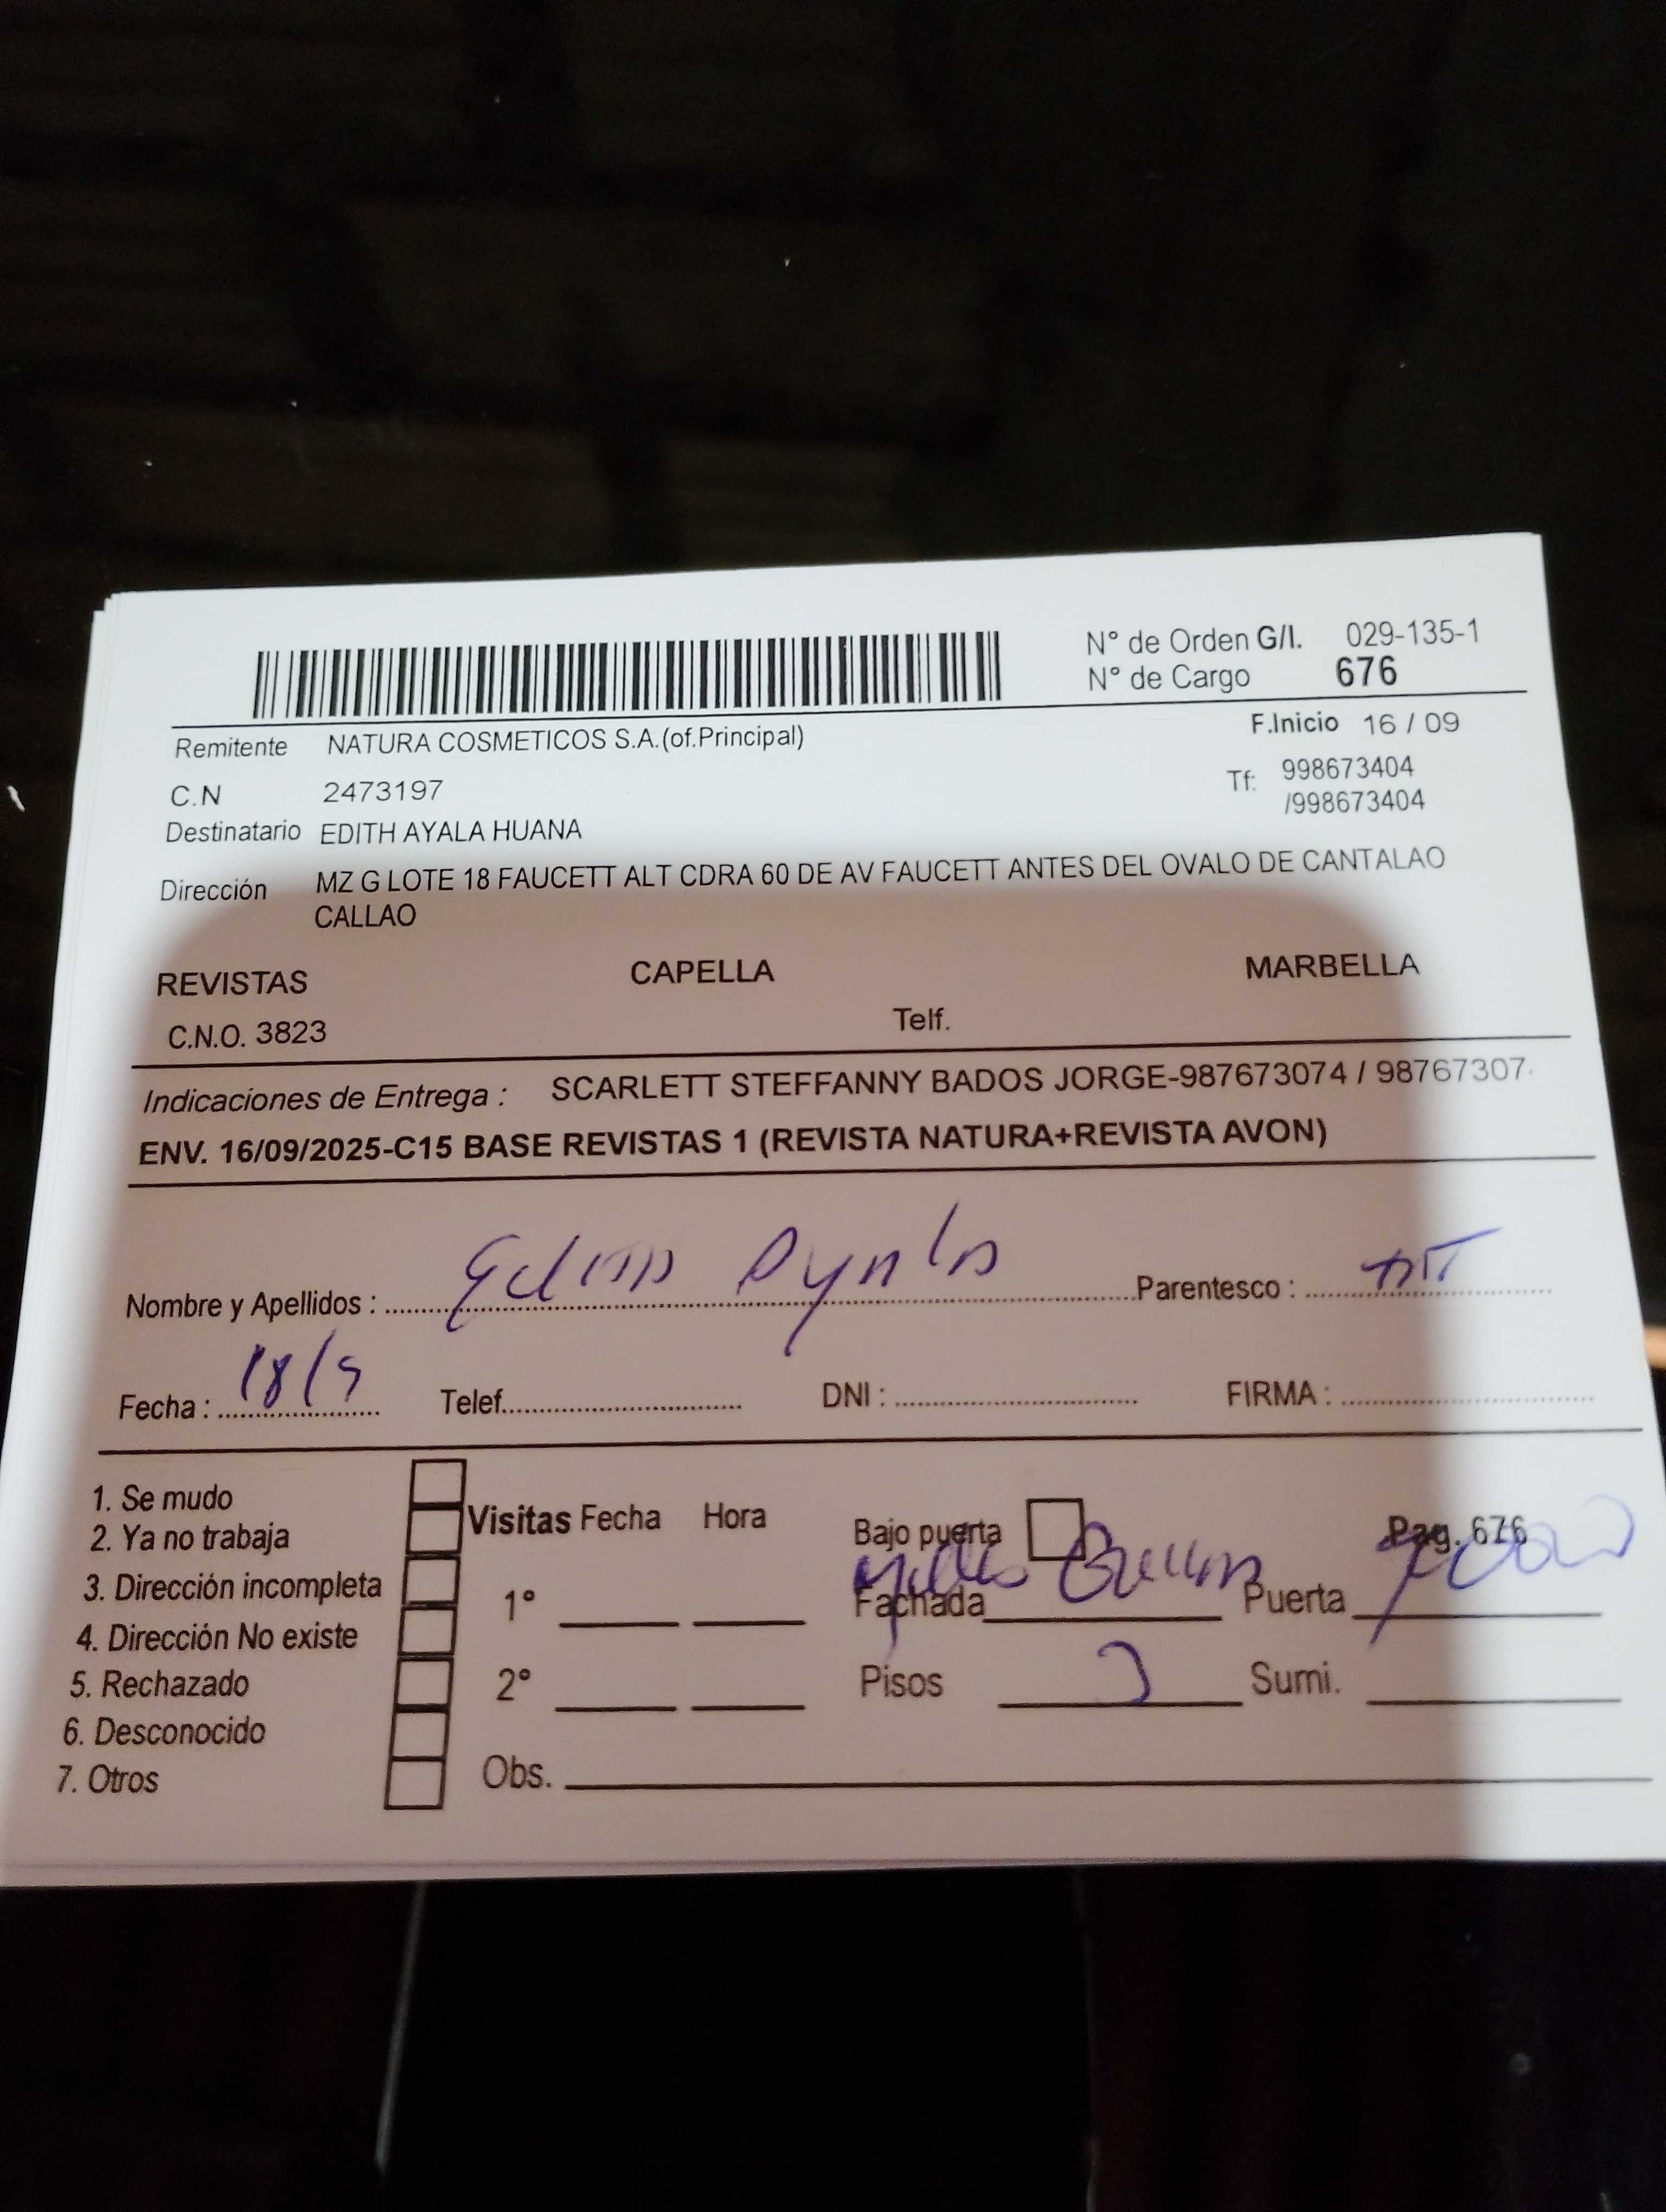 N° de Orden G/I. 029-135-1
N° de Cargo 676
Remitente NATURA COSMETICOS S.A.(of.Principal)
F.Inicio 16 / 09
C.N 2473197
Tf: 998673404
/998673404
Destinatario EDITH AYALA HUANA
Dirección MZ G LOTE 18 FAUCETT ALT CDRA 60 DE AV FAUCETT ANTES DEL OVALO DE CANTALAO
CALLAO
REVISTAS CAPELLA MARBELLA
C.N.O. 3823 Telf.
Indicaciones de Entrega : SCARLETT STEFFANNY BADOS JORGE-987673074 / 98767307
ENV. 16/09/2025-C15 BASE REVISTAS 1 (REVISTA NATURA+REVISTA AVON)
Nombre y Apellidos : Parentesco :
Fecha : 18/9 Telef. DNI : FIRMA :
1. Se mudo
2. Ya no trabaja
3. Dirección incompleta
4. Dirección No existe
5. Rechazado
6. Desconocido
7. Otros
Visitas Fecha Hora
1°
2°
Obs.
Bajo puerta Pag. 676
Fachada Puerta
Pisos Sumi.